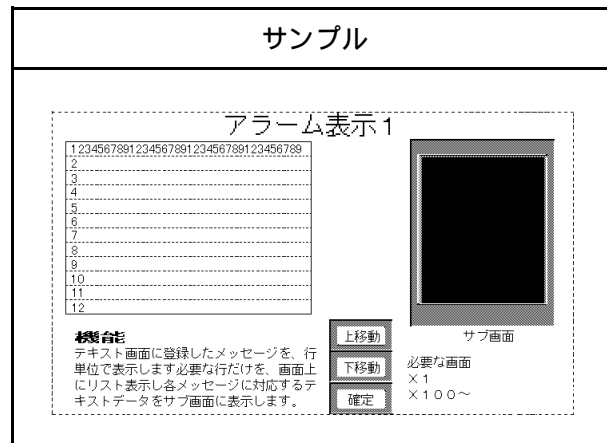 サンプル
アラーム表示1
123456789123456789123456789123456789
2
3
4
5
6
7
8
9
10
11
12
機能
テキスト画面に登録したメッセージを、行
単位で表示します必要な行だけを、画面上
にリスト表示し各メッセージに対応するテ
キストデータをサブ画面に表示します。
上移動
下移動
確定
サブ画面
必要な画面
×1
×100～